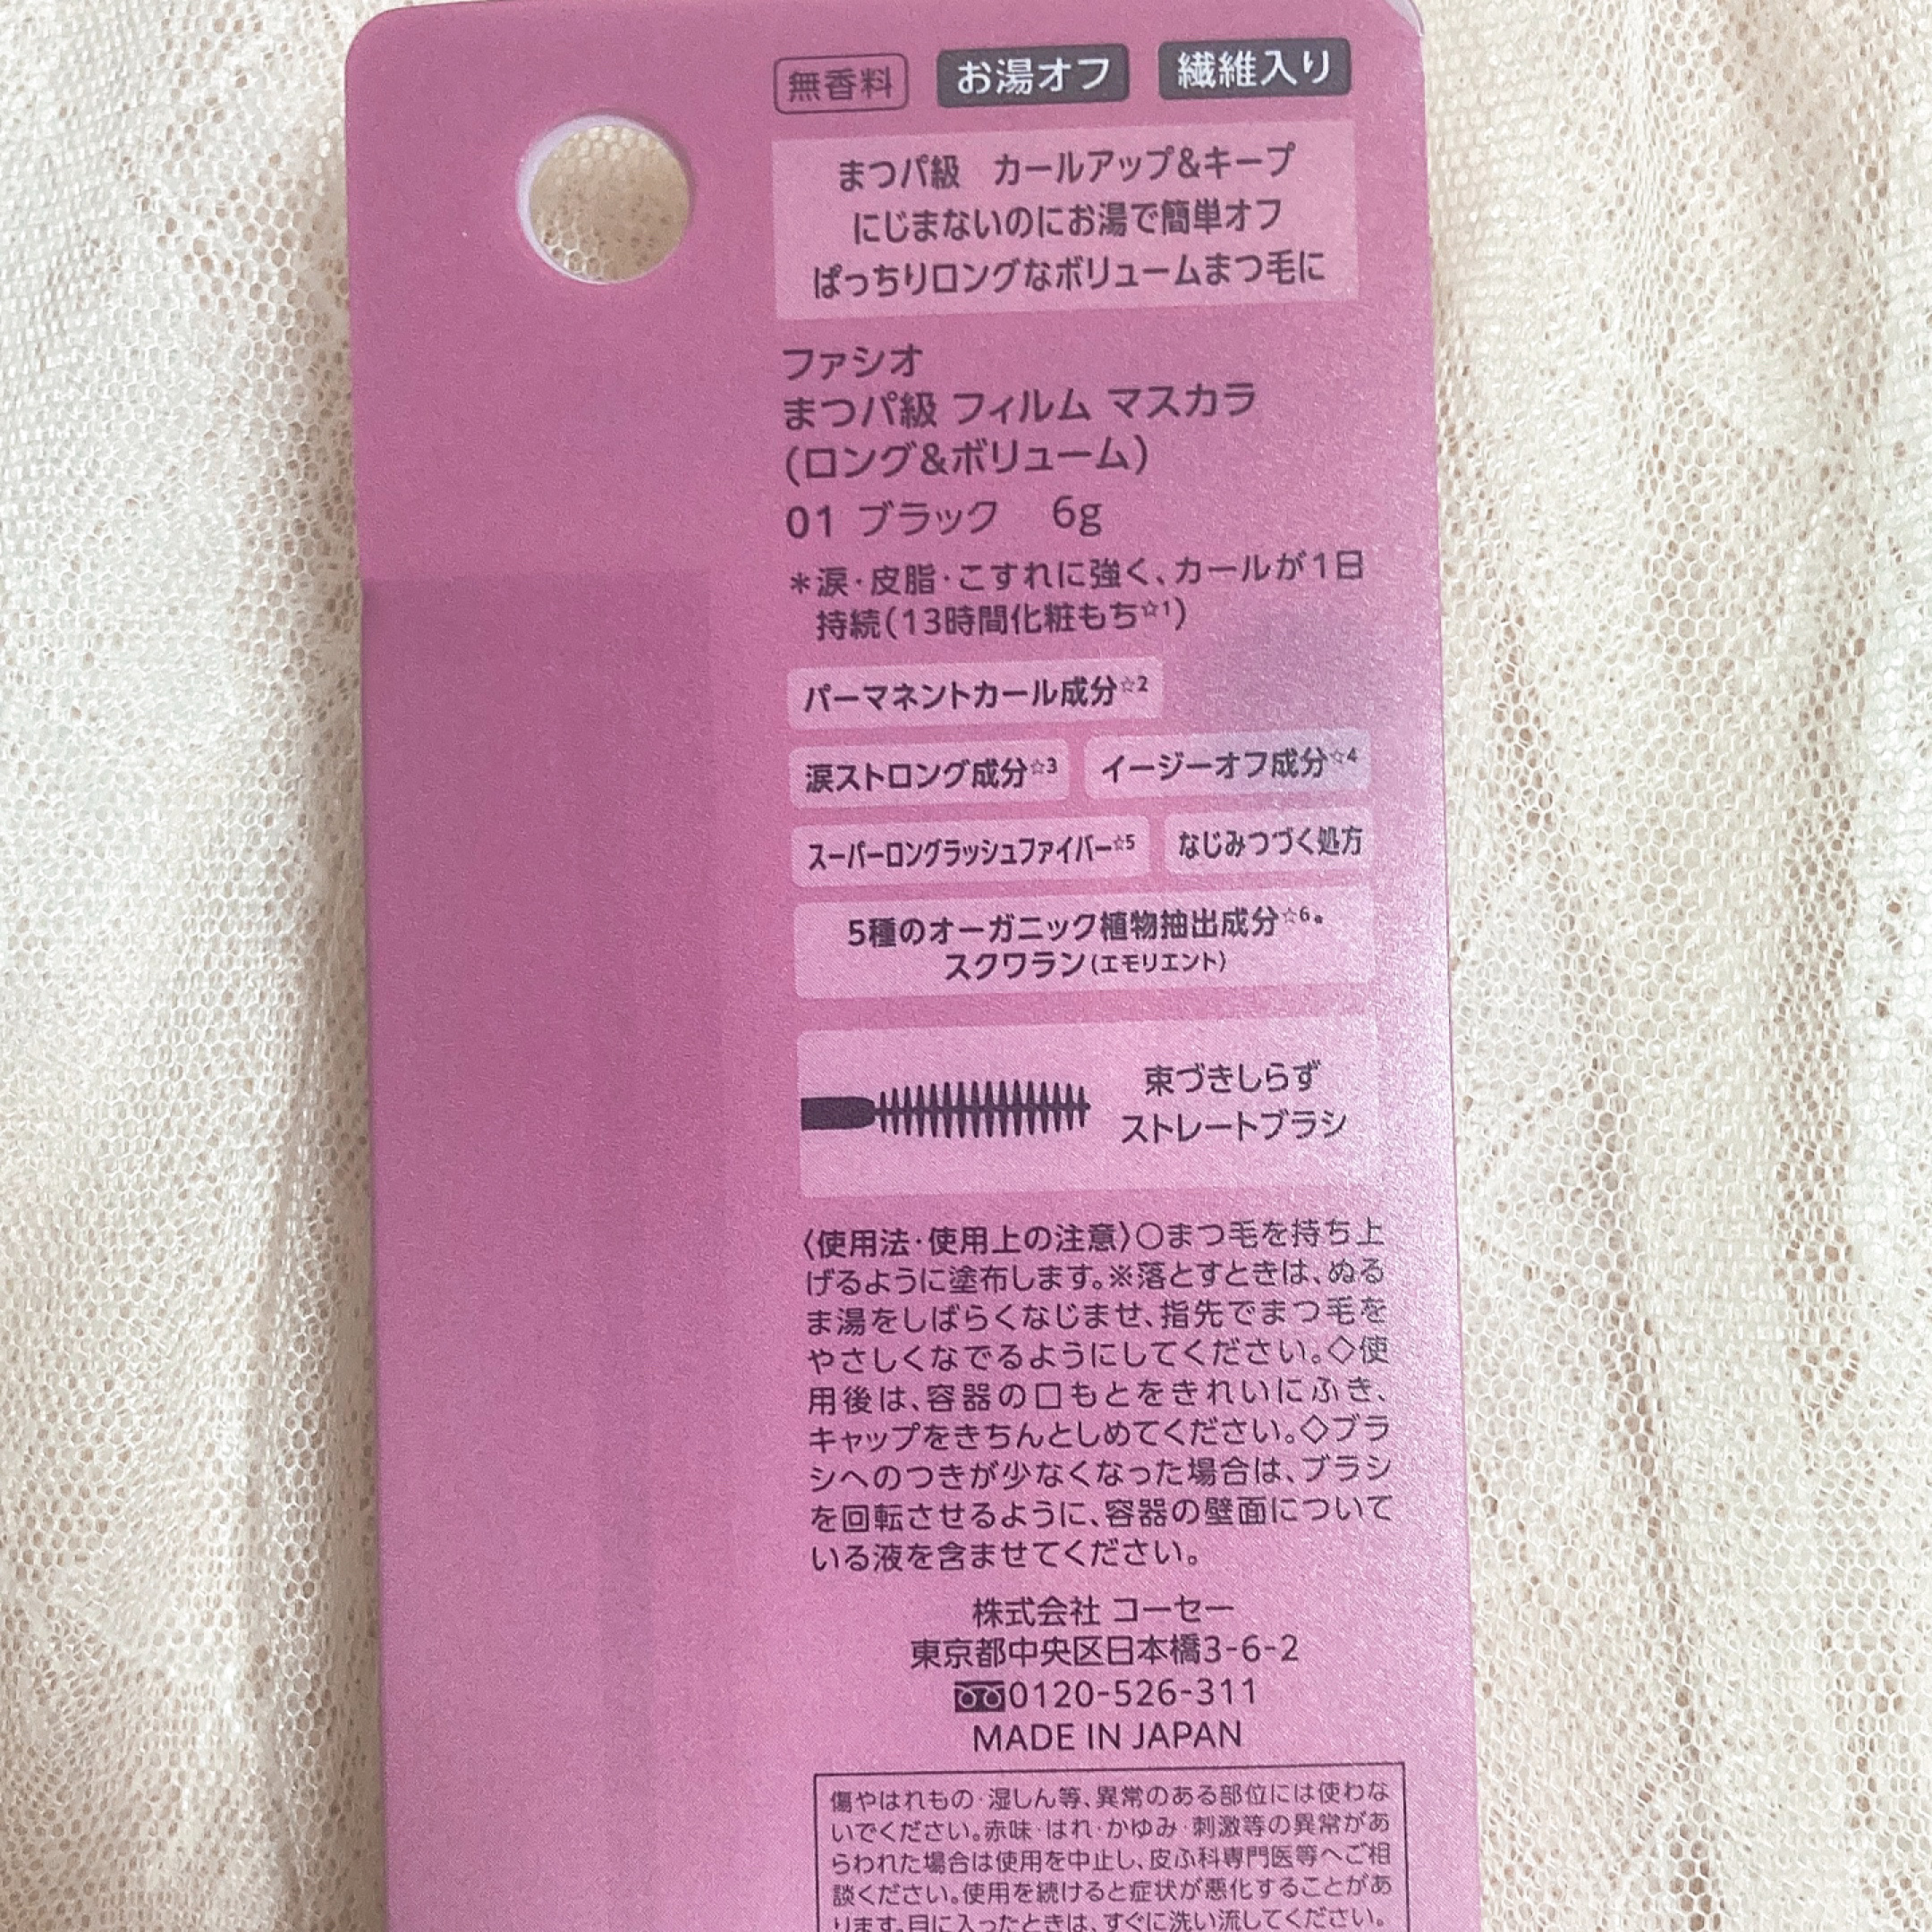 無香料 お湯オフ 繊維入り
まつパ級 カールアップ&キープ
にじまないのにお湯で簡単オフ
ぱっちりロングなボリュームまつ毛に
ファシオ
まつパ級 フィルム マスカラ
(ロング&ボリューム)
01 ブラック 6g
*涙・皮脂・こすれに強く、カールが1日
持続(13時間化粧もち☆1)
パーマネントカール成分☆2
涙ストロング成分☆3 イージーオフ成分☆4
スーパーロングラッシュファイバー☆5 なじみつづく処方
5種のオーガニック植物抽出成分☆6。
スクワラン(エモリエント)
束づきしらず
ストレートブラシ
〈使用法・使用上の注意〉○まつ毛を持ち上
げるように塗布します。※落とすときは、ぬる
ま湯をしばらくなじませ、指先でまつ毛を
やさしくなでるようにしてください。◇使
用後は、容器の口もとをきれいにふき、
キャップをきちんとしめてください。◇ブラ
シへのつきが少なくなった場合は、ブラシ
を回転させるように、容器の壁面について
いる液を含ませてください。
株式会社 コーセー
東京都中央区日本橋3-6-2
0120-526-311
MADE IN JAPAN
傷やはれもの・湿しん等、異常のある部位には使わな
いでください。赤味・はれ・かゆみ・刺激等の異常があ
らわれた場合は使用を中止し、皮ふ科専門医等へご相
談ください。使用を続けると症状が悪化することがあ
ります。目に入ったときは、すぐに洗い流してください。